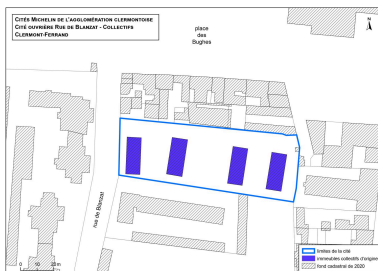 CITÉS MICHELIN DE L'AGGLOMÉRATION CLERMONTOISE
CITÉ OUVRIÈRE RUE DE BLANZAT - COLLECTIFS
CLERMONT-FERRAND
place
des
Bughes
N
rue de Blanzat
limites de la cité
immeubles collectifs d'origine
fond cadastral de 2020
0 10 20m